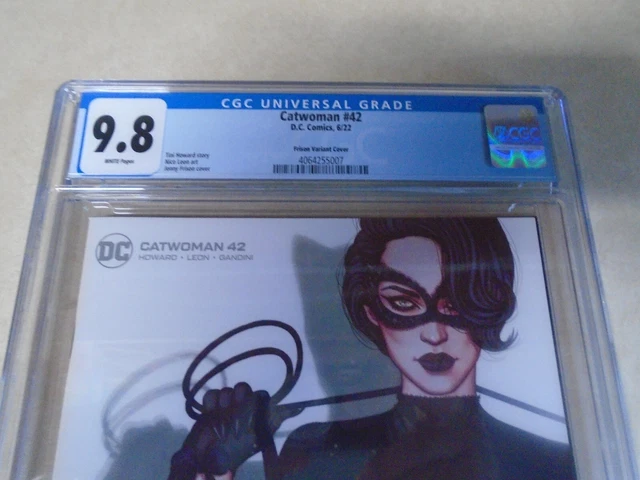 CGC UNIVERSAL GRADE
9.8
WHITE Pages
Catwoman #42
D.C. Comics, 6/22
Frison Variant Cover
Tini Howard story
Nico Leon art
Jenny Frison cover
4064255007
CGC
DC
CATWOMAN 42
HOWARD • LEON • GANDINI